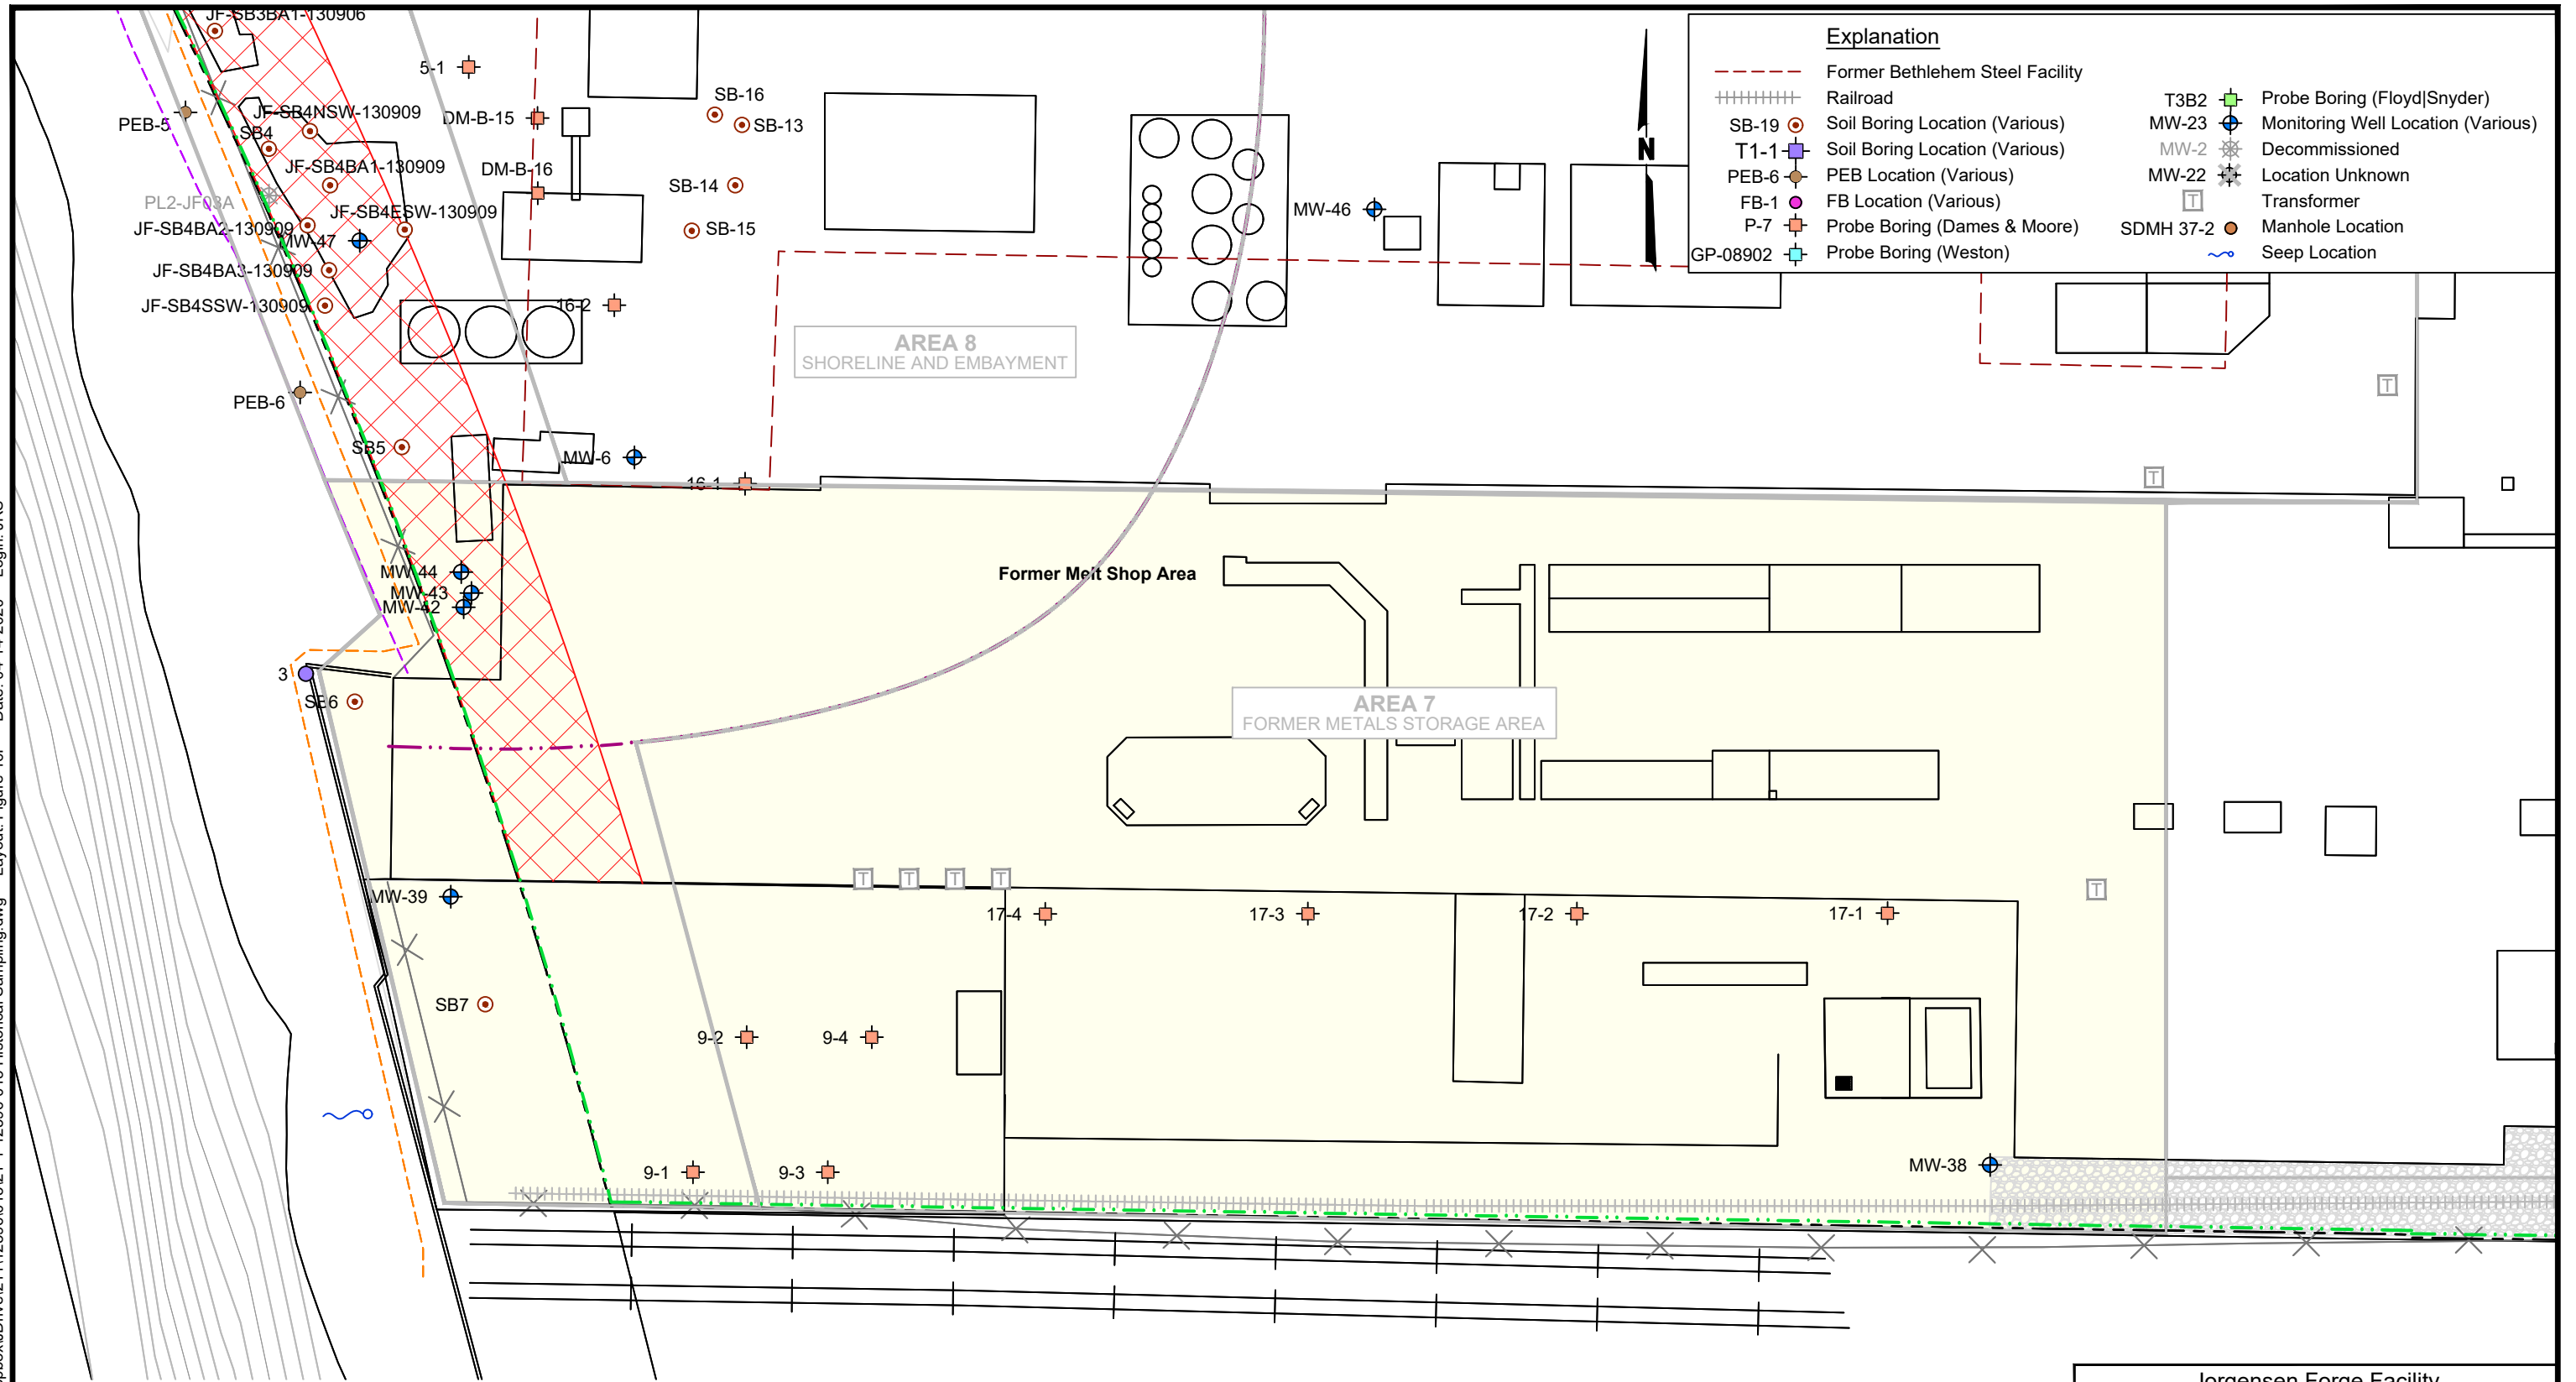 JF-SB3BA1-130906
5-1
PEB-5
JF-SB4NSW-130909
SB4
DM-B-15
SB-16
SB-13
JF-SB4BA1-130909
DM-B-16
SB-14
PL2-JF03A
JF-SB4ESW-130909
JF-SB4BA2-130909
MW-47
SB-15
MW-46
JF-SB4BA3-130909
JF-SB4SSW-130909
16-2
AREA 8
SHORELINE AND EMBAYMENT
PEB-6
SB5
MW-6
16-1
N
Explanation
Former Bethlehem Steel Facility
Railroad
SB-19 Soil Boring Location (Various)
T1-1 Soil Boring Location (Various)
PEB-6 PEB Location (Various)
FB-1 FB Location (Various)
P-7 Probe Boring (Dames & Moore)
GP-08902 Probe Boring (Weston)
T3B2 Probe Boring (Floyd|Snyder)
MW-23 Monitoring Well Location (Various)
MW-2 Decommissioned
MW-22 Location Unknown
T Transformer
SDMH 37-2 Manhole Location
Seep Location
T
T
MW-44
MW-43
MW-42
Former Melt Shop Area
3
SB6
AREA 7
FORMER METALS STORAGE AREA
T T T T
T
MW-39
17-4
17-3
17-2
17-1
SB7
9-2
9-4
9-1
9-3
MW-38
Jorgensen Forge Facility